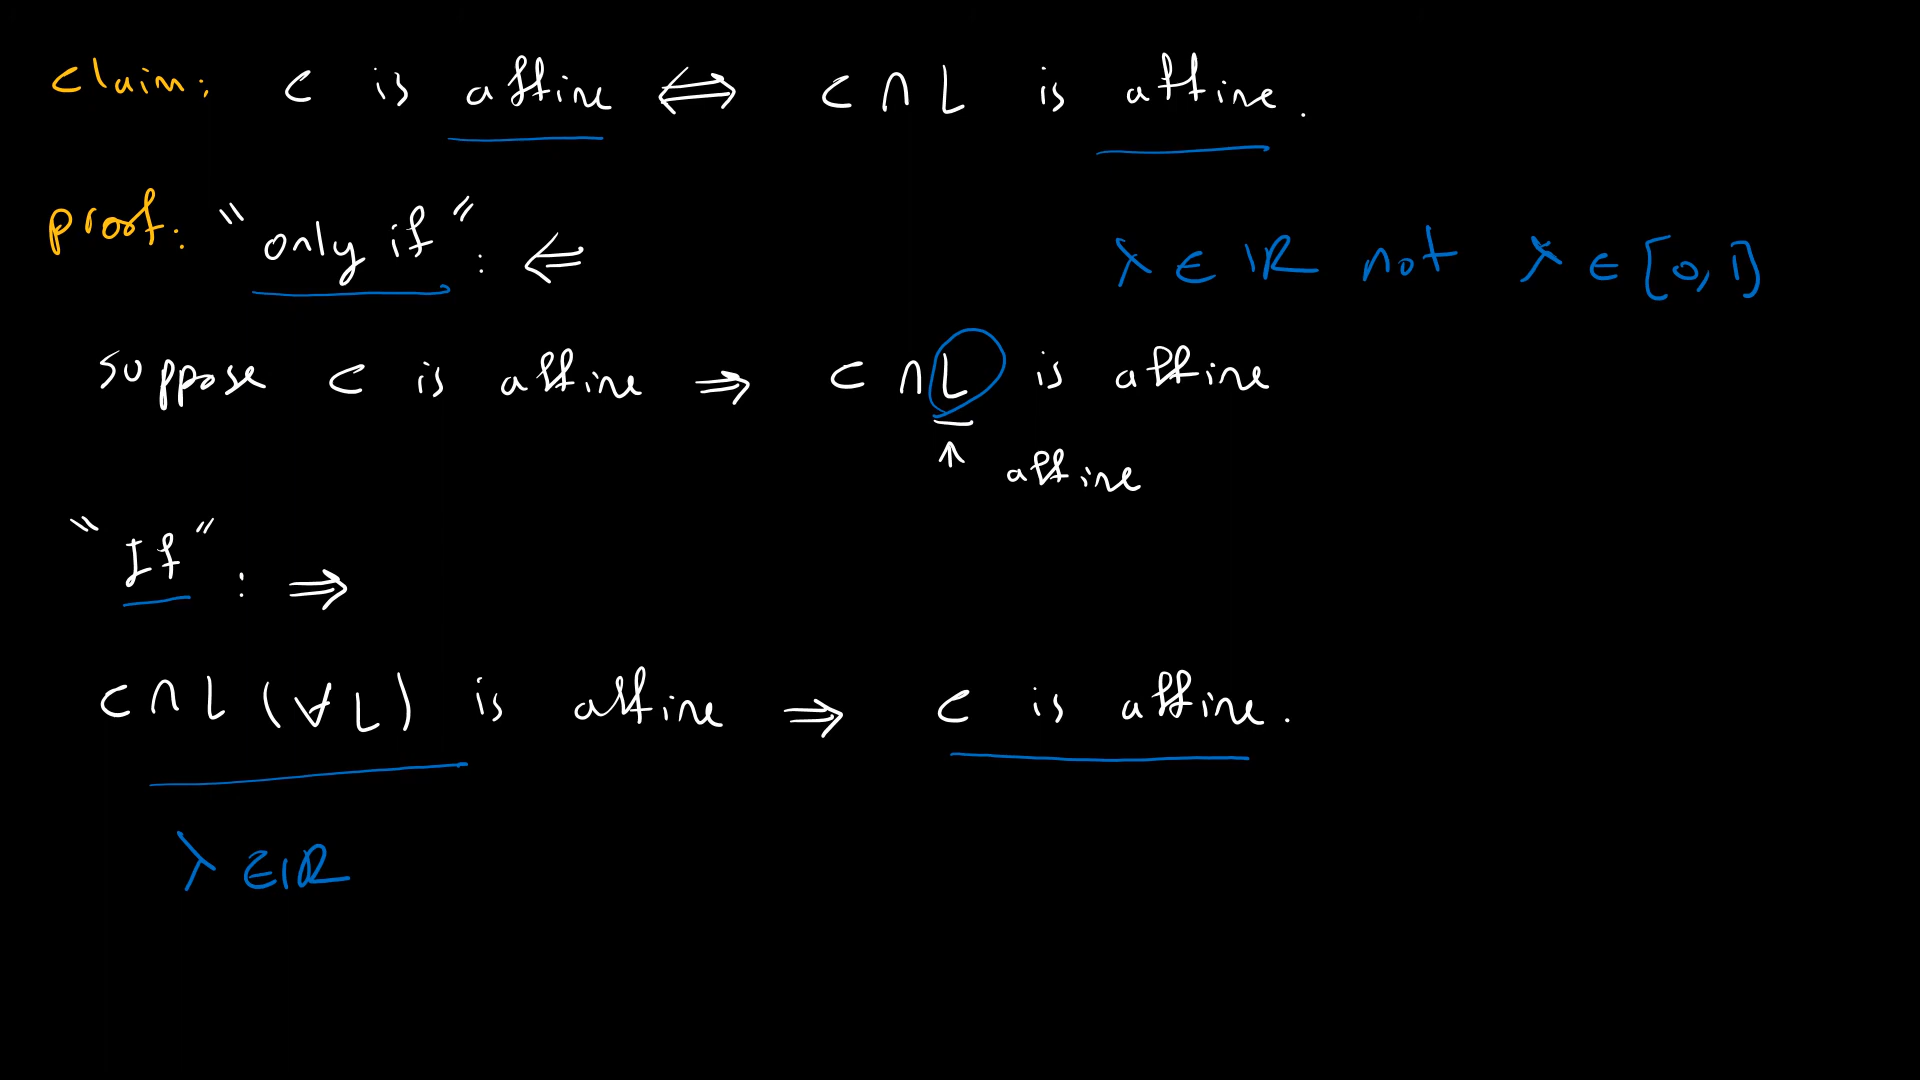 claim: C is affine ⟺ C ∩ L is affine.
proof: "only if": ⇐
λ ∈ ℝ not λ ∈ [0,1]
suppose C is affine ⇒ C ∩ L is affine
↑ affine
"If": ⇒
C ∩ L (∀ L) is affine ⇒ C is affine.
λ ∈ ℝ